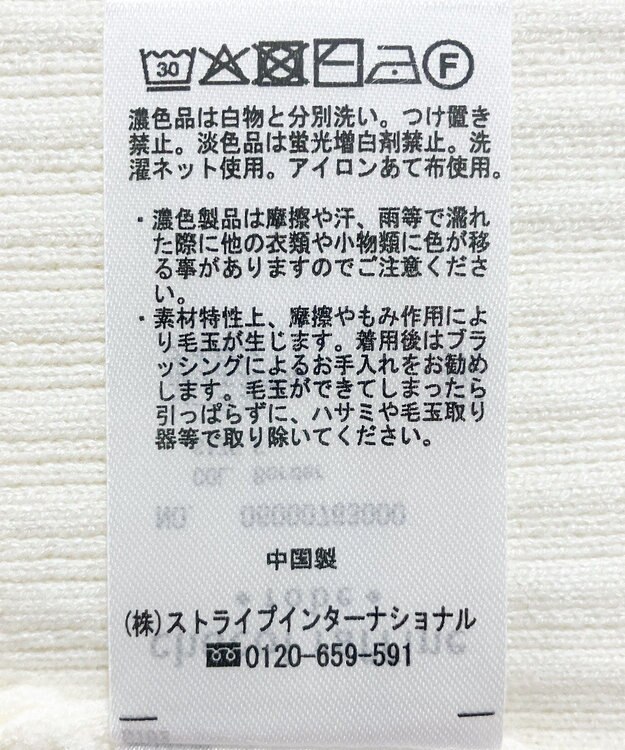 30 F
濃色品は白物と分別洗い。つけ置き
禁止。淡色品は蛍光増白剤禁止。洗
濯ネット使用。アイロンあて布使用。
・濃色製品は摩擦や汗、雨等で濡れ
た際に他の衣類や小物類に色が移
る事がありますのでご注意くださ
い。
・素材特性上、摩擦やもみ作用によ
り毛玉が生じます。着用後はブラ
ッシングによるお手入れをお勧め
します。毛玉ができてしまったら
引っぱらずに、ハサミや毛玉取り
器等で取り除いてください。
COL. Border
NO. 06000763000
中国製
(株)ストライプインターナショナル
0120-659-591